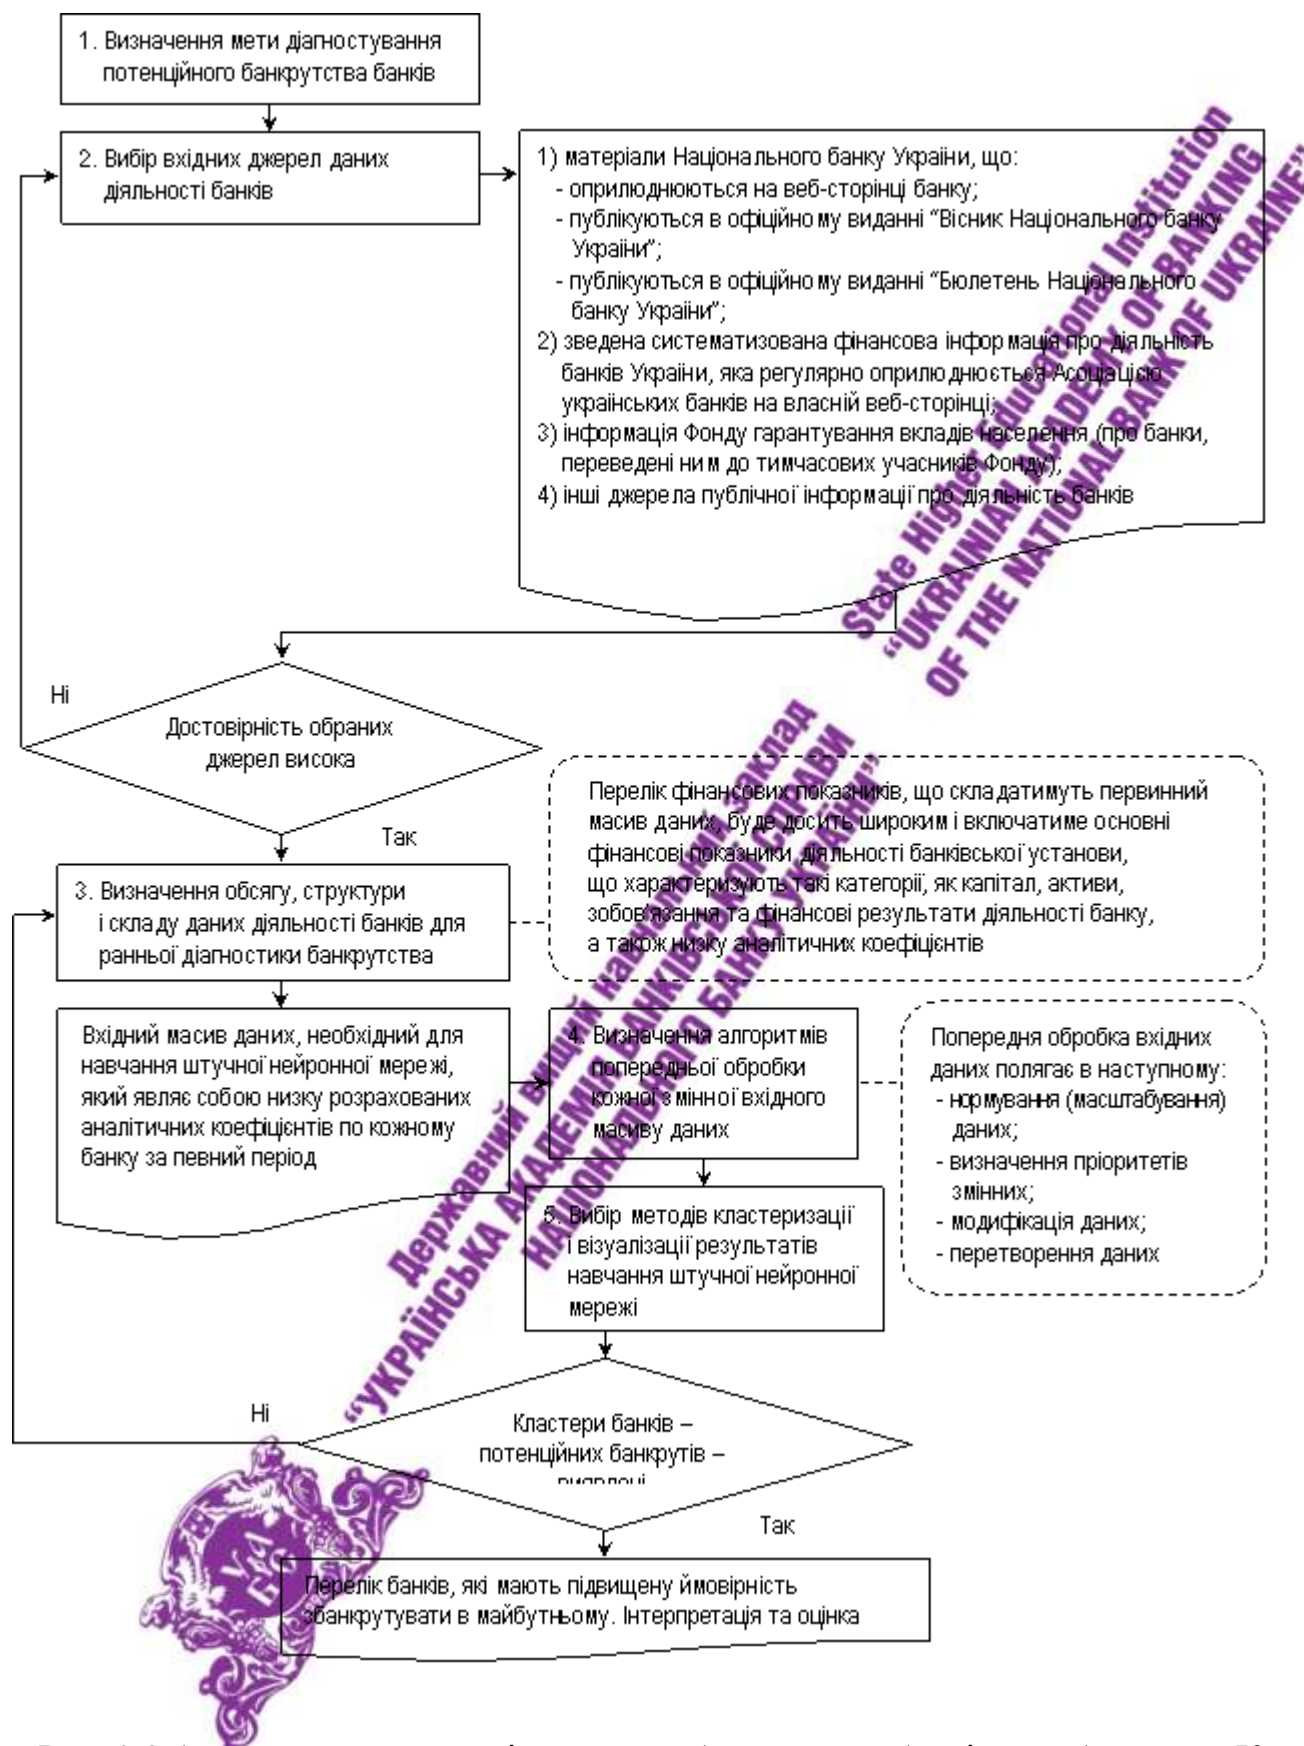 1. Визначення мети діагностування
потенційного банкрутства банків
2. Вибір вхідних джерел даних
діяльності банків
1) матеріали Національного банку України, що:
- оприлюднюються на веб-сторінці банку;
- публікуються в офіційному виданні “Вісник Національного банку
України”;
- публікуються в офіційному виданні “Бюлетень Національного
банку України”;
2) зведена систематизована фінансова інформація про діяльність
банків України, яка регулярно оприлюднюється Асоціацією
українських банків на власній веб-сторінці;
3) інформація Фонду гарантування вкладів населення (про банки,
переведені ним до тимчасових учасників Фонду);
4) інші джерела публічної інформації про діяльність банків
State Higher Educational Institution
“UKRAINIAN ACADEMY OF BANKING
OF THE NATIONAL BANK OF UKRAINE”
Ні
Достовірність обраних
джерел висока
Так
Перелік фінансових показників, що складатимуть первинний
масив даних, буде досить широким і включатиме основні
фінансові показники діяльності банківської установи,
що характеризують такі категорії, як капітал, активи,
зобов'язання та фінансові результати діяльності банку,
а також низку аналітичних коефіцієнтів
3. Визначення обсягу, структури
і складу даних діяльності банків для
ранньої діагностики банкрутства
Вхідний масив даних, необхідний для
навчання штучної нейронної мережі,
який являє собою низку розрахованих
аналітичних коефіцієнтів по кожному
банку за певний період
4. Визначення алгоритмів
попередньої обробки
кожної змінної вхідного
масиву даних
Попередня обробка вхідних
даних полягає в наступному:
- нормування (масштабування)
даних;
- визначення пріоритетів
змінних;
- модифікація даних;
- перетворення даних
5. Вибір методів кластеризації
і візуалізації результатів
навчання штучної нейронної
мережі
Державний вищий навчальний заклад
“УКРАЇНСЬКА АКАДЕМІЯ БАНКІВСЬКОЇ СПРАВИ
НАЦІОНАЛЬНОГО БАНКУ УКРАЇНИ”
Ні
Кластери банків –
потенційних банкрутів –
Так
Перелік банків, які мають підвищену ймовірність
збанкрутувати в майбутньому. Інтерпретація та оцінка